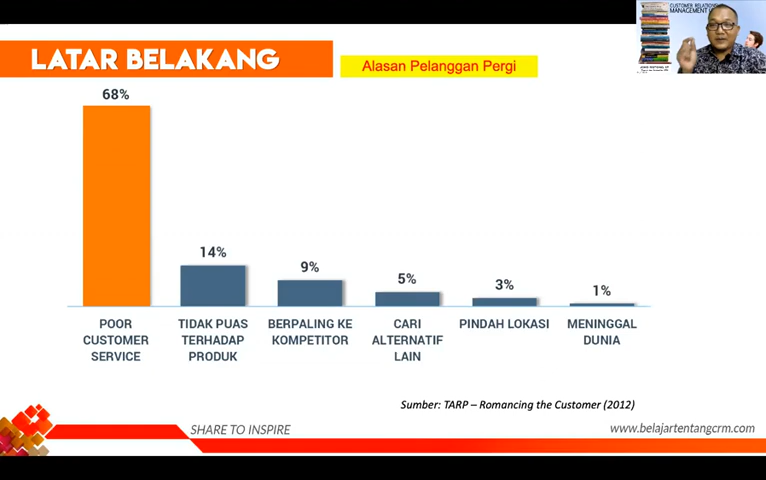 CUSTOMER RELATIONS
MANAGEMENT
LATAR BELAKANG
Alasan Pelanggan Pergi
68%
14%
9%
5%
3%
1%
POOR
CUSTOMER
SERVICE
TIDAK PUAS
TERHADAP
PRODUK
BERPALING KE
KOMPETITOR
CARI
ALTERNATIF
LAIN
PINDAH LOKASI
MENINGGAL
DUNIA
Sumber: TARP – Romancing the Customer (2012)
SHARE TO INSPIRE
www.belajartentangcrm.com